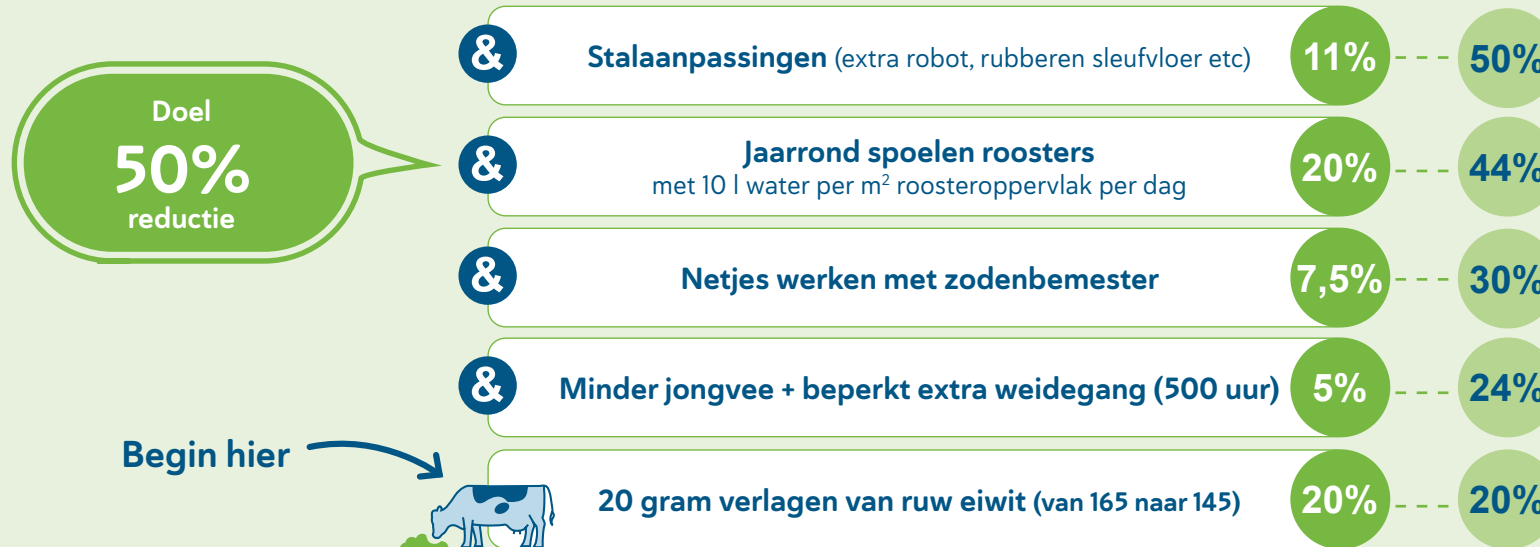 Doel
50%
reductie
& Stalaanpassingen (extra robot, rubberen sleufvloer etc) 11% 50%
& Jaarrond spoelen roosters
met 10 l water per m² roosteroppervlak per dag 20% 44%
& Netjes werken met zodenbemester 7,5% 30%
& Minder jongvee + beperkt extra weidegang (500 uur) 5% 24%
Begin hier
20 gram verlagen van ruw eiwit (van 165 naar 145) 20% 20%